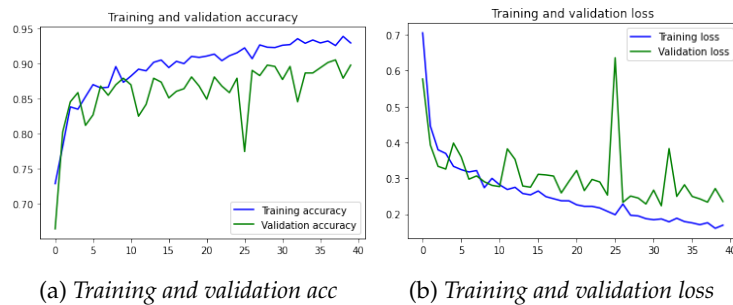 Training and validation accuracy
0.95
0.90
0.85
0.80
0.75
0.70
Training accuracy
Validation accuracy
0 5 10 15 20 25 30 35 40
(a) Training and validation acc
Training and validation loss
0.7
0.6
0.5
0.4
0.3
0.2
Training loss
Validation loss
0 5 10 15 20 25 30 35 40
(b) Training and validation loss